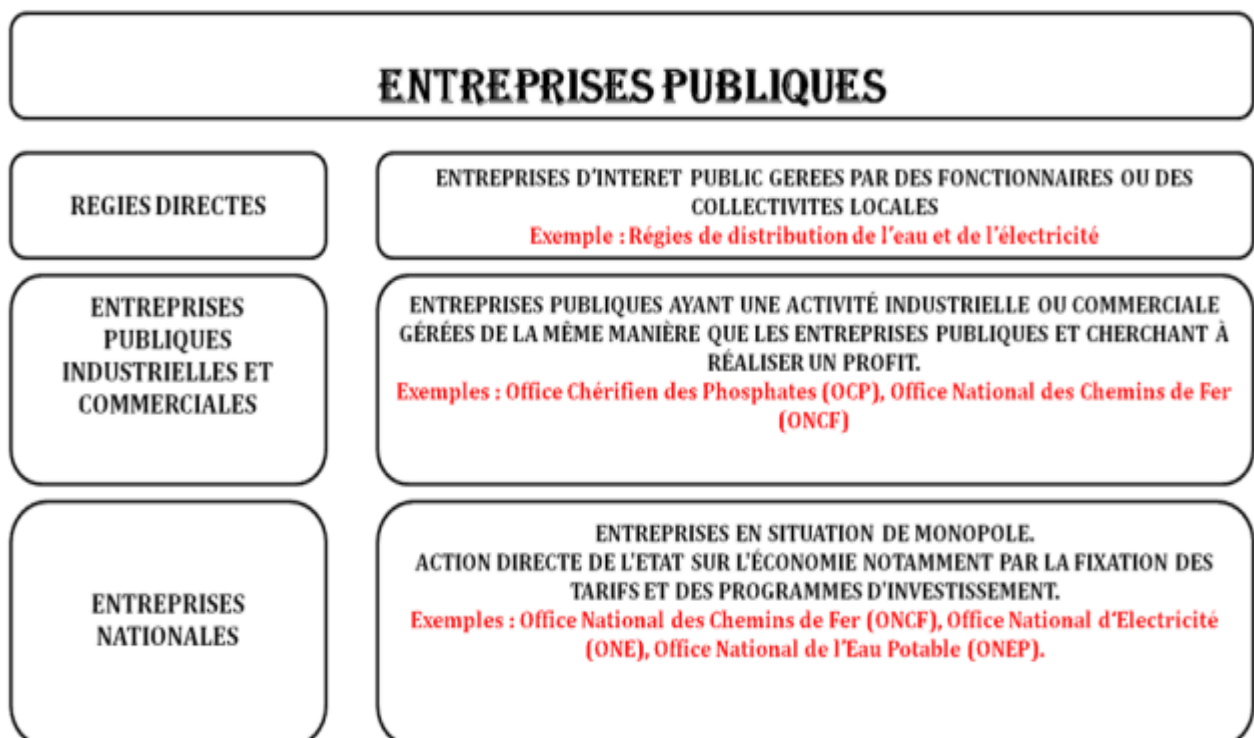 ENTREPRISES PUBLIQUES
REGIES DIRECTES
ENTREPRISES D'INTERET PUBLIC GEREES PAR DES FONCTIONNAIRES OU DES
COLLECTIVITES LOCALES
Exemple : Régies de distribution de l'eau et de l'électricité
ENTREPRISES
PUBLIQUES
INDUSTRIELLES ET
COMMERCIALES
ENTREPRISES PUBLIQUES AYANT UNE ACTIVITÉ INDUSTRIELLE OU COMMERCIALE
GÉRÉES DE LA MÊME MANIÈRE QUE LES ENTREPRISES PUBLIQUES ET CHERCHANT À
RÉALISER UN PROFIT.
Exemples : Office Chérifien des Phosphates (OCP), Office National des Chemins de Fer
(ONCF)
ENTREPRISES
NATIONALES
ENTREPRISES EN SITUATION DE MONOPOLE.
ACTION DIRECTE DE L'ETAT SUR L'ÉCONOMIE NOTAMMENT PAR LA FIXATION DES
TARIFS ET DES PROGRAMMES D'INVESTISSEMENT.
Exemples : Office National des Chemins de Fer (ONCF), Office National d'Electricité
(ONE), Office National de l'Eau Potable (ONEP).